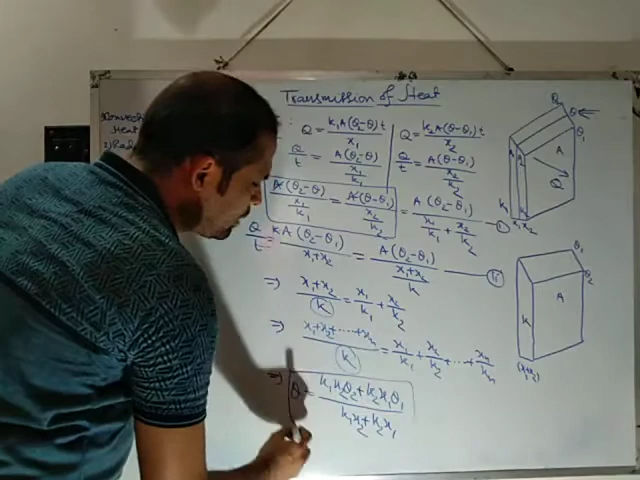 Transmission of Heat
Heat
Q = K₁A(θ₂-θ)t / x₁
Q = K₂A(θ-θ₁)t / x₂
Q/t = A(θ₂-θ) / (x₁/K₁)
Q/t = A(θ-θ₁) / (x₂/K₂)
A(θ₂-θ) / (x₁/K₁) = A(θ-θ₁) / (x₂/K₂) = A(θ₂-θ₁) / (x₁/K₁ + x₂/K₂) — I
Q/t = KA(θ₂-θ₁) / (x₁+x₂) = A(θ₂-θ₁) / ((x₁+x₂)/K) — II
⇒ (x₁+x₂)/K = x₁/K₁ + x₂/K₂
⇒ (x₁+x₂+.....+xₙ)/K = x₁/K₁ + x₂/K₂ + ... + xₙ/Kₙ
⇒ θ = (K₁x₂θ₂+K₂x₁θ₁) / (K₁x₂+K₂x₁)
θ₂ θ θ₁
A
Q
K₁
x₁ x₂
θ₁
θ₂
A
K
(x₁+x₂)